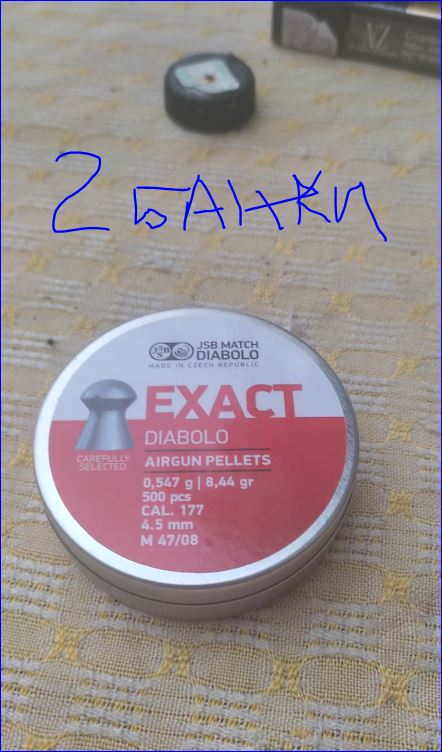 VZ
2 БАНКИ
JSB MATCH
DIABOLO
MADE IN CZECH REPUBLIC
EXACT
DIABOLO
AIRGUN PELLETS
CAREFULLY
SELECTED
0,547 g | 8,44 gr
500 pcs
CAL. 177
4.5 mm
M 47/08